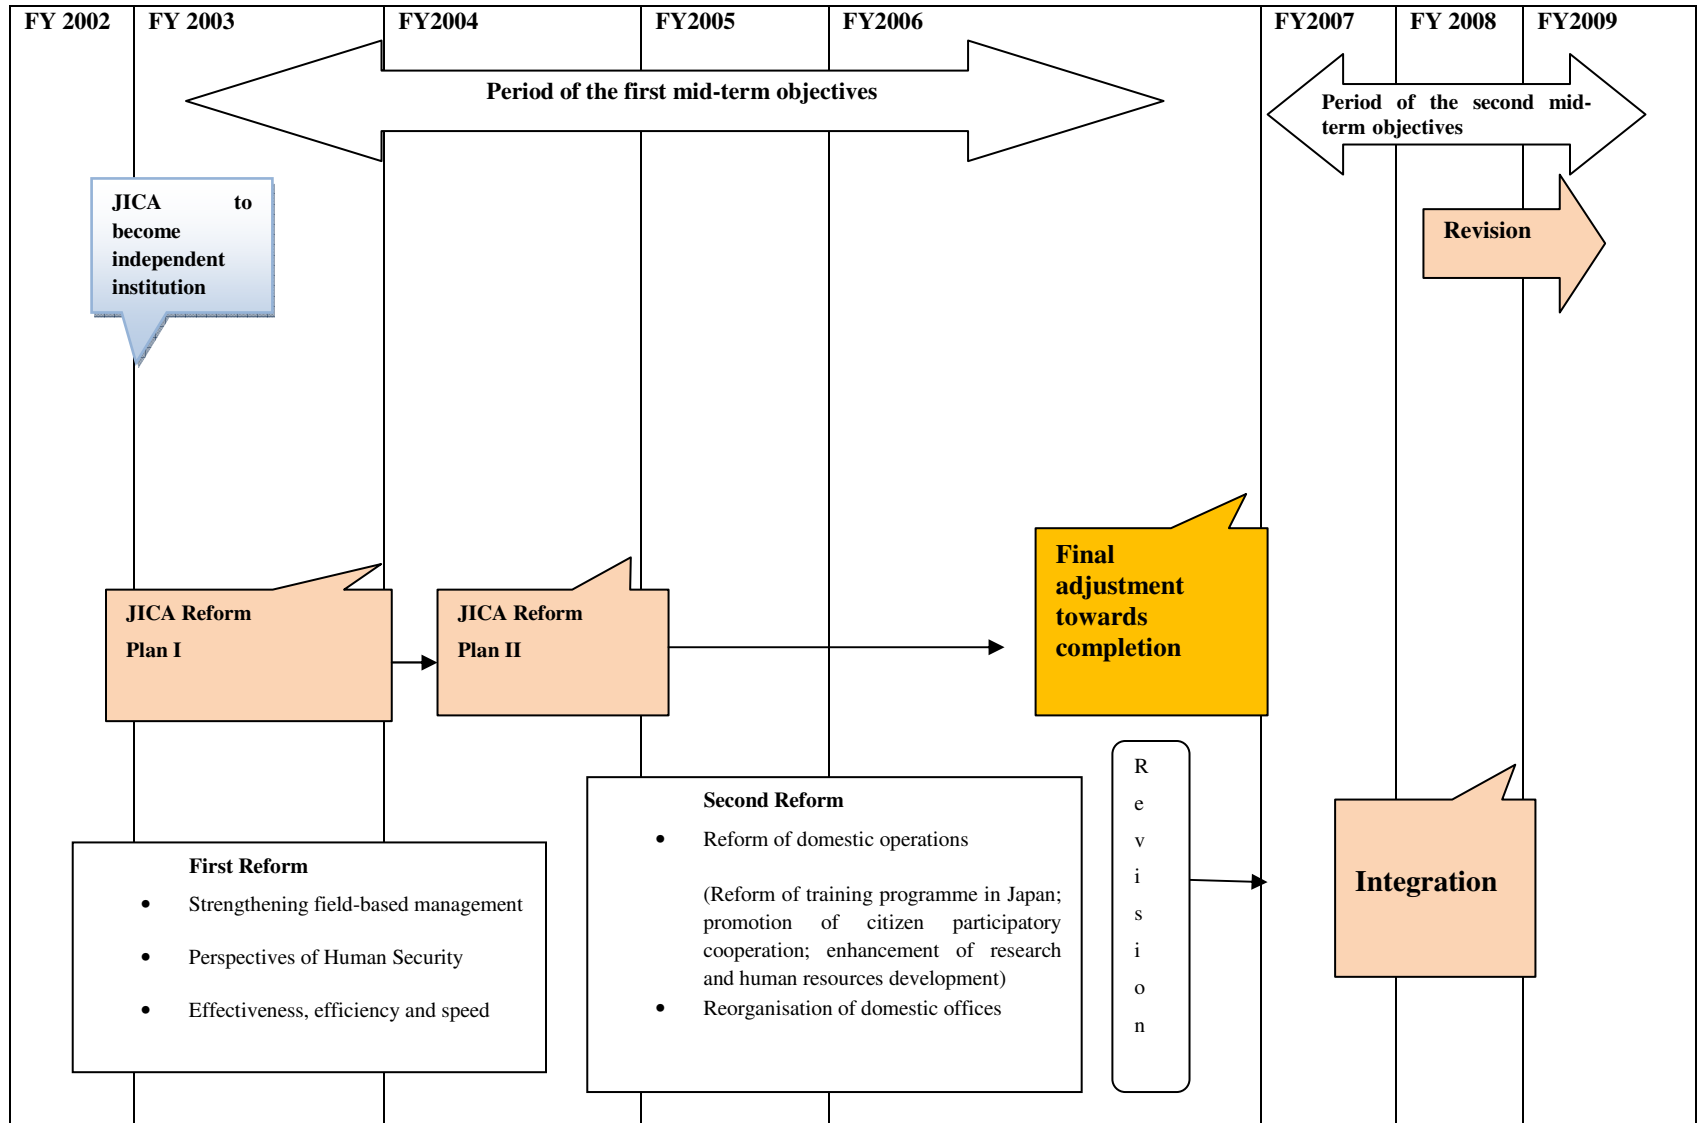 FY 2002 FY 2003 FY2004 FY2005 FY2006 FY2007 FY 2008 FY2009
Period of the first mid-term objectives
Period of the second mid-
term objectives
JICA to
become
independent
institution
Revision
JICA Reform
Plan I
JICA Reform
Plan II
Final
adjustment
towards
completion
First Reform
• Strengthening field-based management
• Perspectives of Human Security
• Effectiveness, efficiency and speed
Second Reform
• Reform of domestic operations
(Reform of training programme in Japan;
promotion of citizen participatory
cooperation; enhancement of research
and human resources development)
• Reorganisation of domestic offices
R
e
v
i
s
i
o
n
Integration